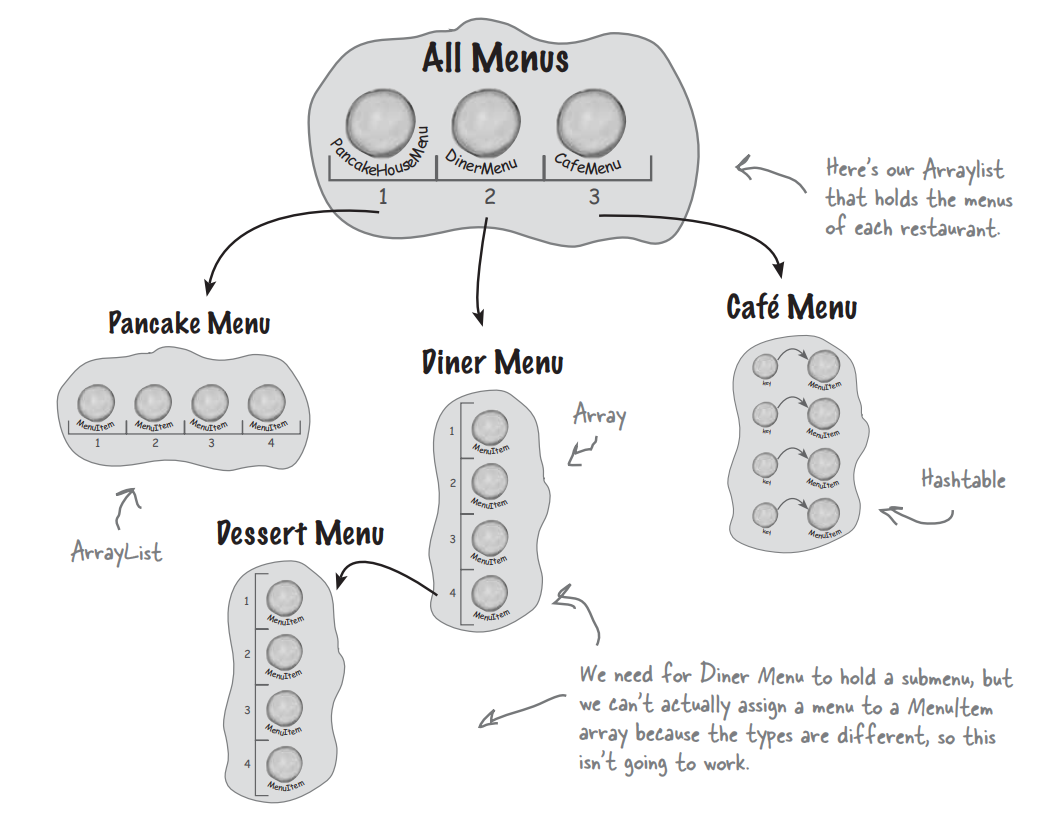 All Menus
PancakeHouseMenu
DinerMenu
CafeMenu
1 2 3
Here's our Arraylist
that holds the menus
of each restaurant.
Pancake Menu
MenuItem MenuItem MenuItem MenuItem
1 2 3 4
ArrayList
Diner Menu
1 MenuItem
2 MenuItem
3 MenuItem
4 MenuItem
Array
Café Menu
key MenuItem
key MenuItem
key MenuItem
key MenuItem
Hashtable
Dessert Menu
1 MenuItem
2 MenuItem
3 MenuItem
4 MenuItem
We need for Diner Menu to hold a submenu, but
we can't actually assign a menu to a MenuItem
array because the types are different, so this
isn't going to work.